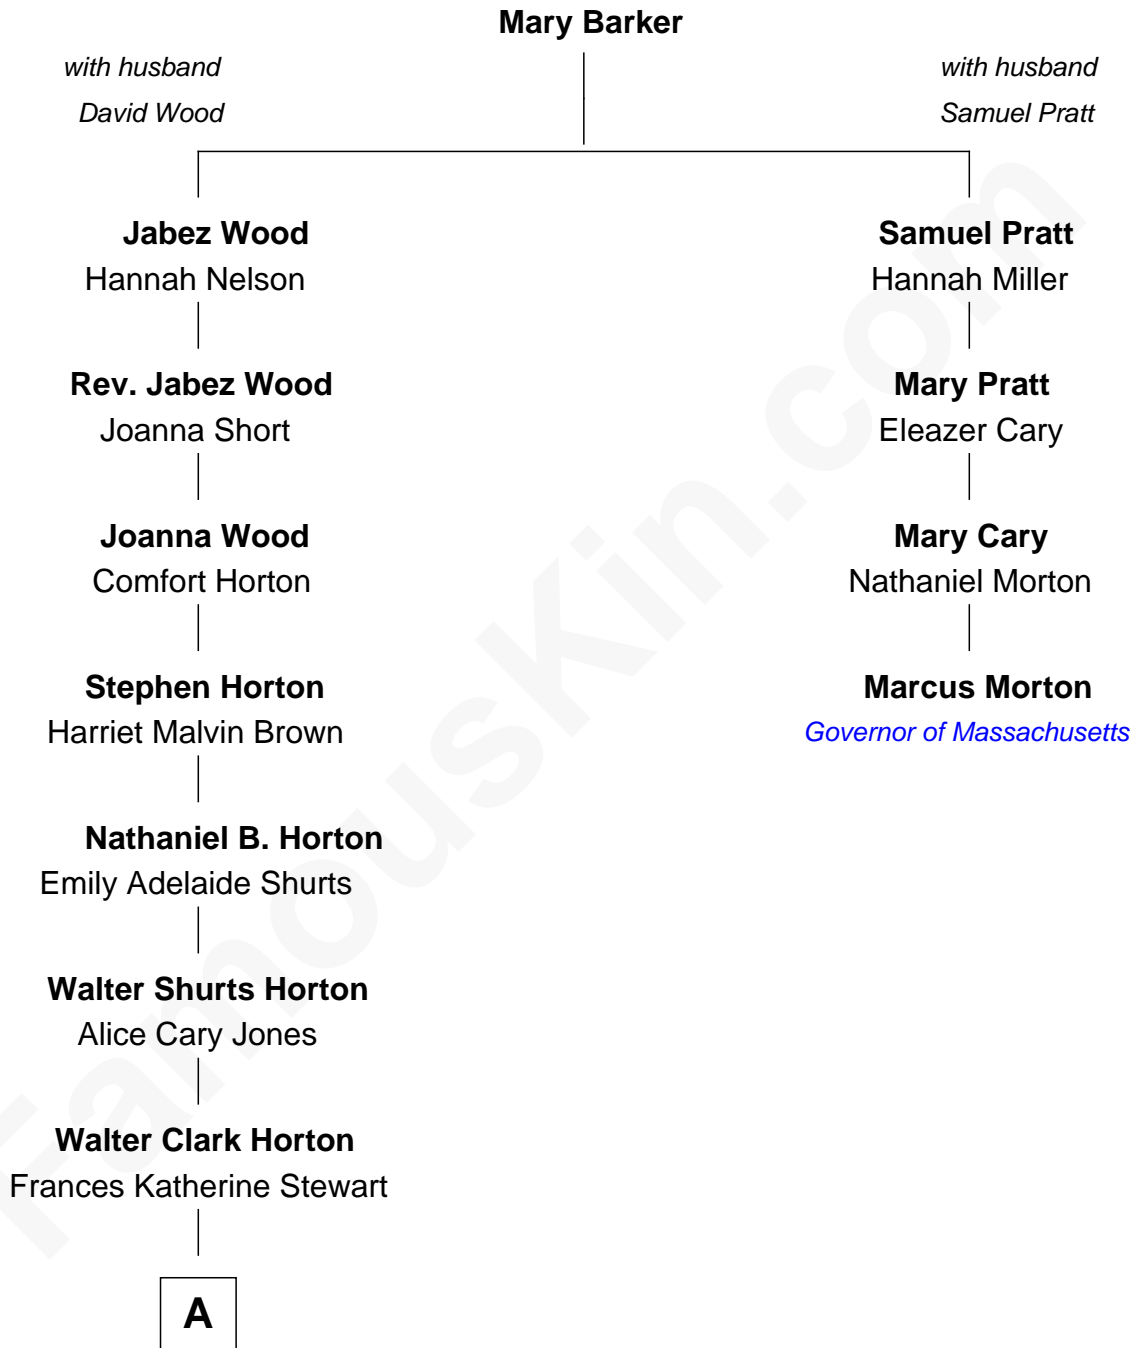 Mary Barker
with husband
David Wood
with husband
Samuel Pratt
Jabez Wood
Hannah Nelson
Samuel Pratt
Hannah Miller
Rev. Jabez Wood
Joanna Short
Mary Pratt
Eleazer Cary
Joanna Wood
Comfort Horton
Mary Cary
Nathaniel Morton
Stephen Horton
Harriet Malvin Brown
Marcus Morton
Governor of Massachusetts
Nathaniel B. Horton
Emily Adelaide Shurts
Walter Shurts Horton
Alice Cary Jones
Walter Clark Horton
Frances Katherine Stewart
A
FamousKin.com